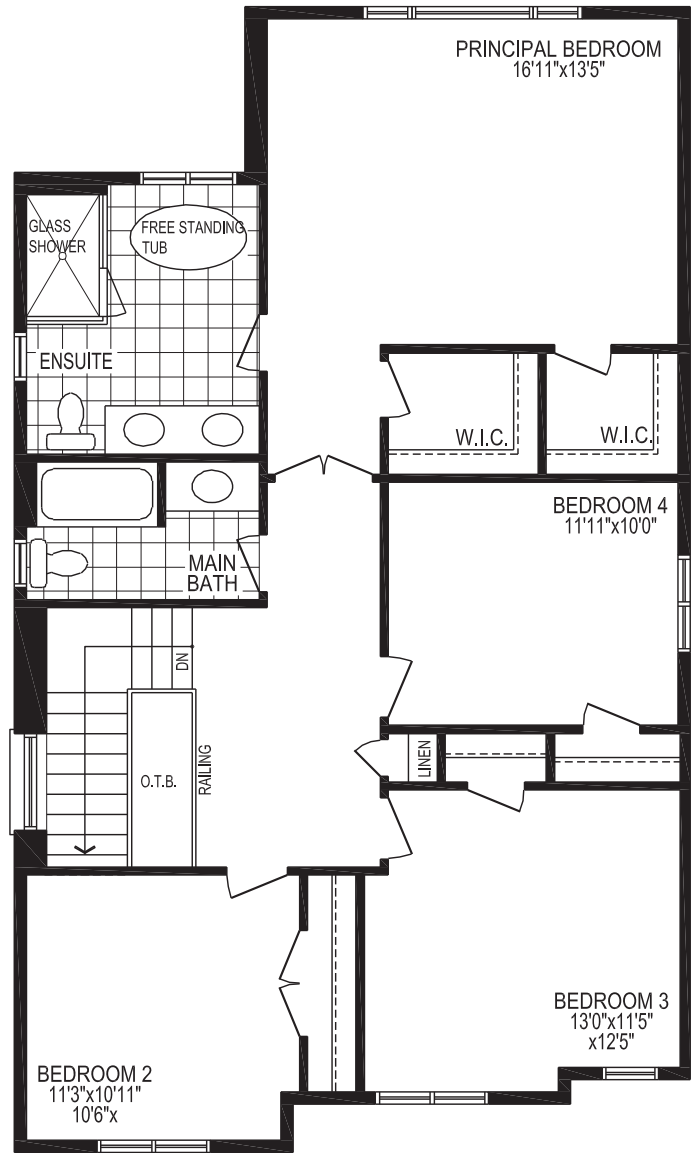 PRINCIPAL BEDROOM
16'11"x13'5"
GLASS
SHOWER
FREE STANDING
TUB
ENSUITE
W.I.C.
W.I.C.
BEDROOM 4
11'11"x10'0"
MAIN
BATH
DN
LINEN
O.T.B.
RAILING
BEDROOM 3
13'0"x11'5"
x12'5"
BEDROOM 2
11'3"x10'11"
10'6"x